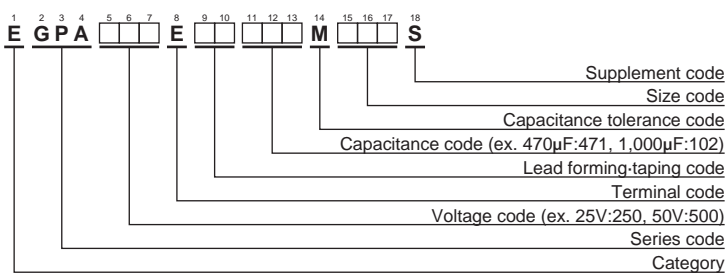 1 2 3 4 5 6 7 8 9 10 11 12 13 14 15 16 17 18
E G P A E M S
Supplement code
Size code
Capacitance tolerance code
Capacitance code (ex. 470µF:471, 1,000µF:102)
Lead forming·taping code
Terminal code
Voltage code (ex. 25V:250, 50V:500)
Series code
Category